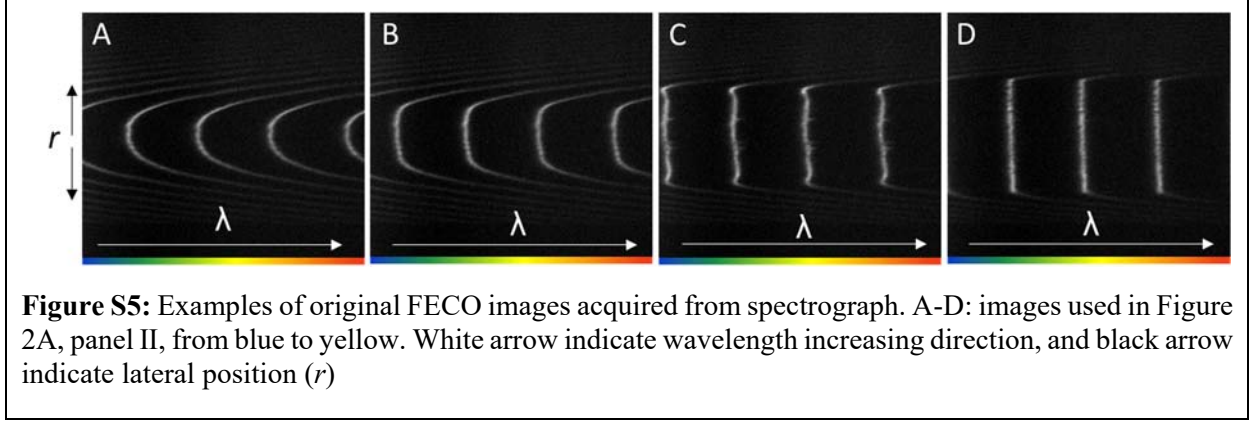 A B C D
r
λ λ λ λ
Figure S5: Examples of original FECO images acquired from spectrograph. A-D: images used in Figure
2A, panel II, from blue to yellow. White arrow indicate wavelength increasing direction, and black arrow
indicate lateral position (r)